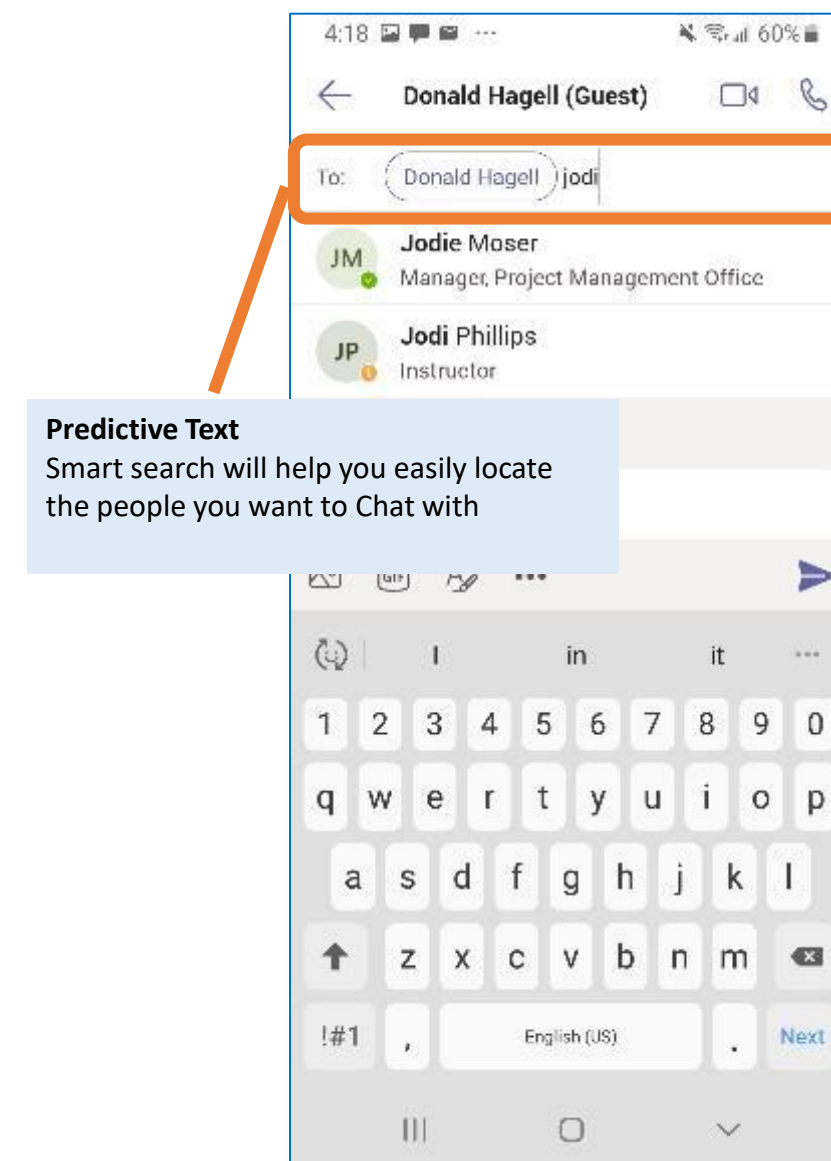 4:18 ... 60%
Donald Hagell (Guest)
To: Donald Hagell jodi
JM Jodie Moser
Manager, Project Management Office
JP Jodi Phillips
Instructor
Predictive Text
Smart search will help you easily locate
the people you want to Chat with
GIF
I in it
1 2 3 4 5 6 7 8 9 0
q w e r t y u i o p
a s d f g h j k l
z x c v b n m
!#1 , English (US) . Next